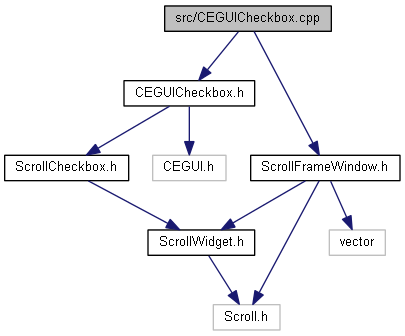 src/CEGUICheckbox.cpp
CEGUICheckbox.h
ScrollCheckbox.h
CEGUI.h
ScrollFrameWindow.h
ScrollWidget.h
vector
Scroll.h